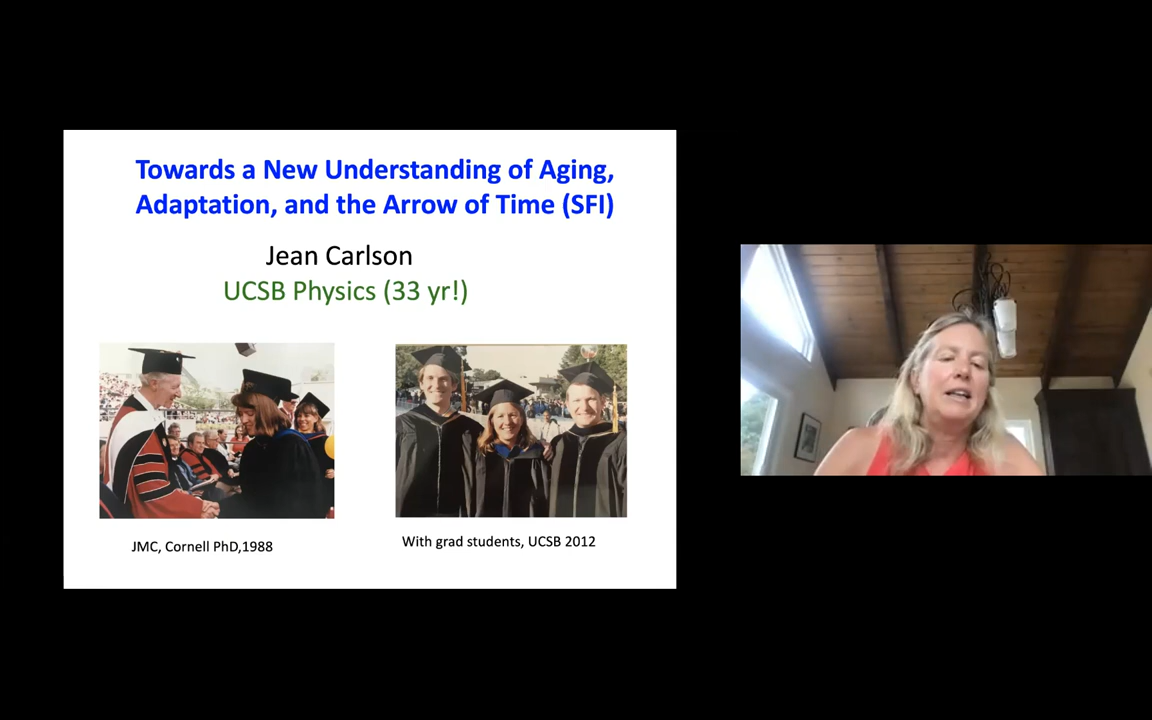 Towards a New Understanding of Aging,
Adaptation, and the Arrow of Time (SFI)
Jean Carlson
UCSB Physics (33 yr!)
JMC, Cornell PhD,1988
With grad students, UCSB 2012